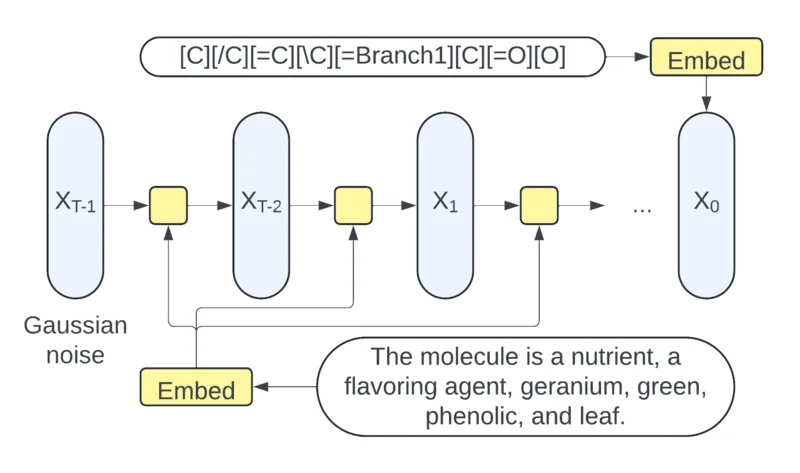 [C][/C][=C][\C][=Branch1][C][=O][O]
Embed
X_{T-1}
X_{T-2}
X_1
...
X_0
Gaussian
noise
Embed
The molecule is a nutrient, a
flavoring agent, geranium, green,
phenolic, and leaf.